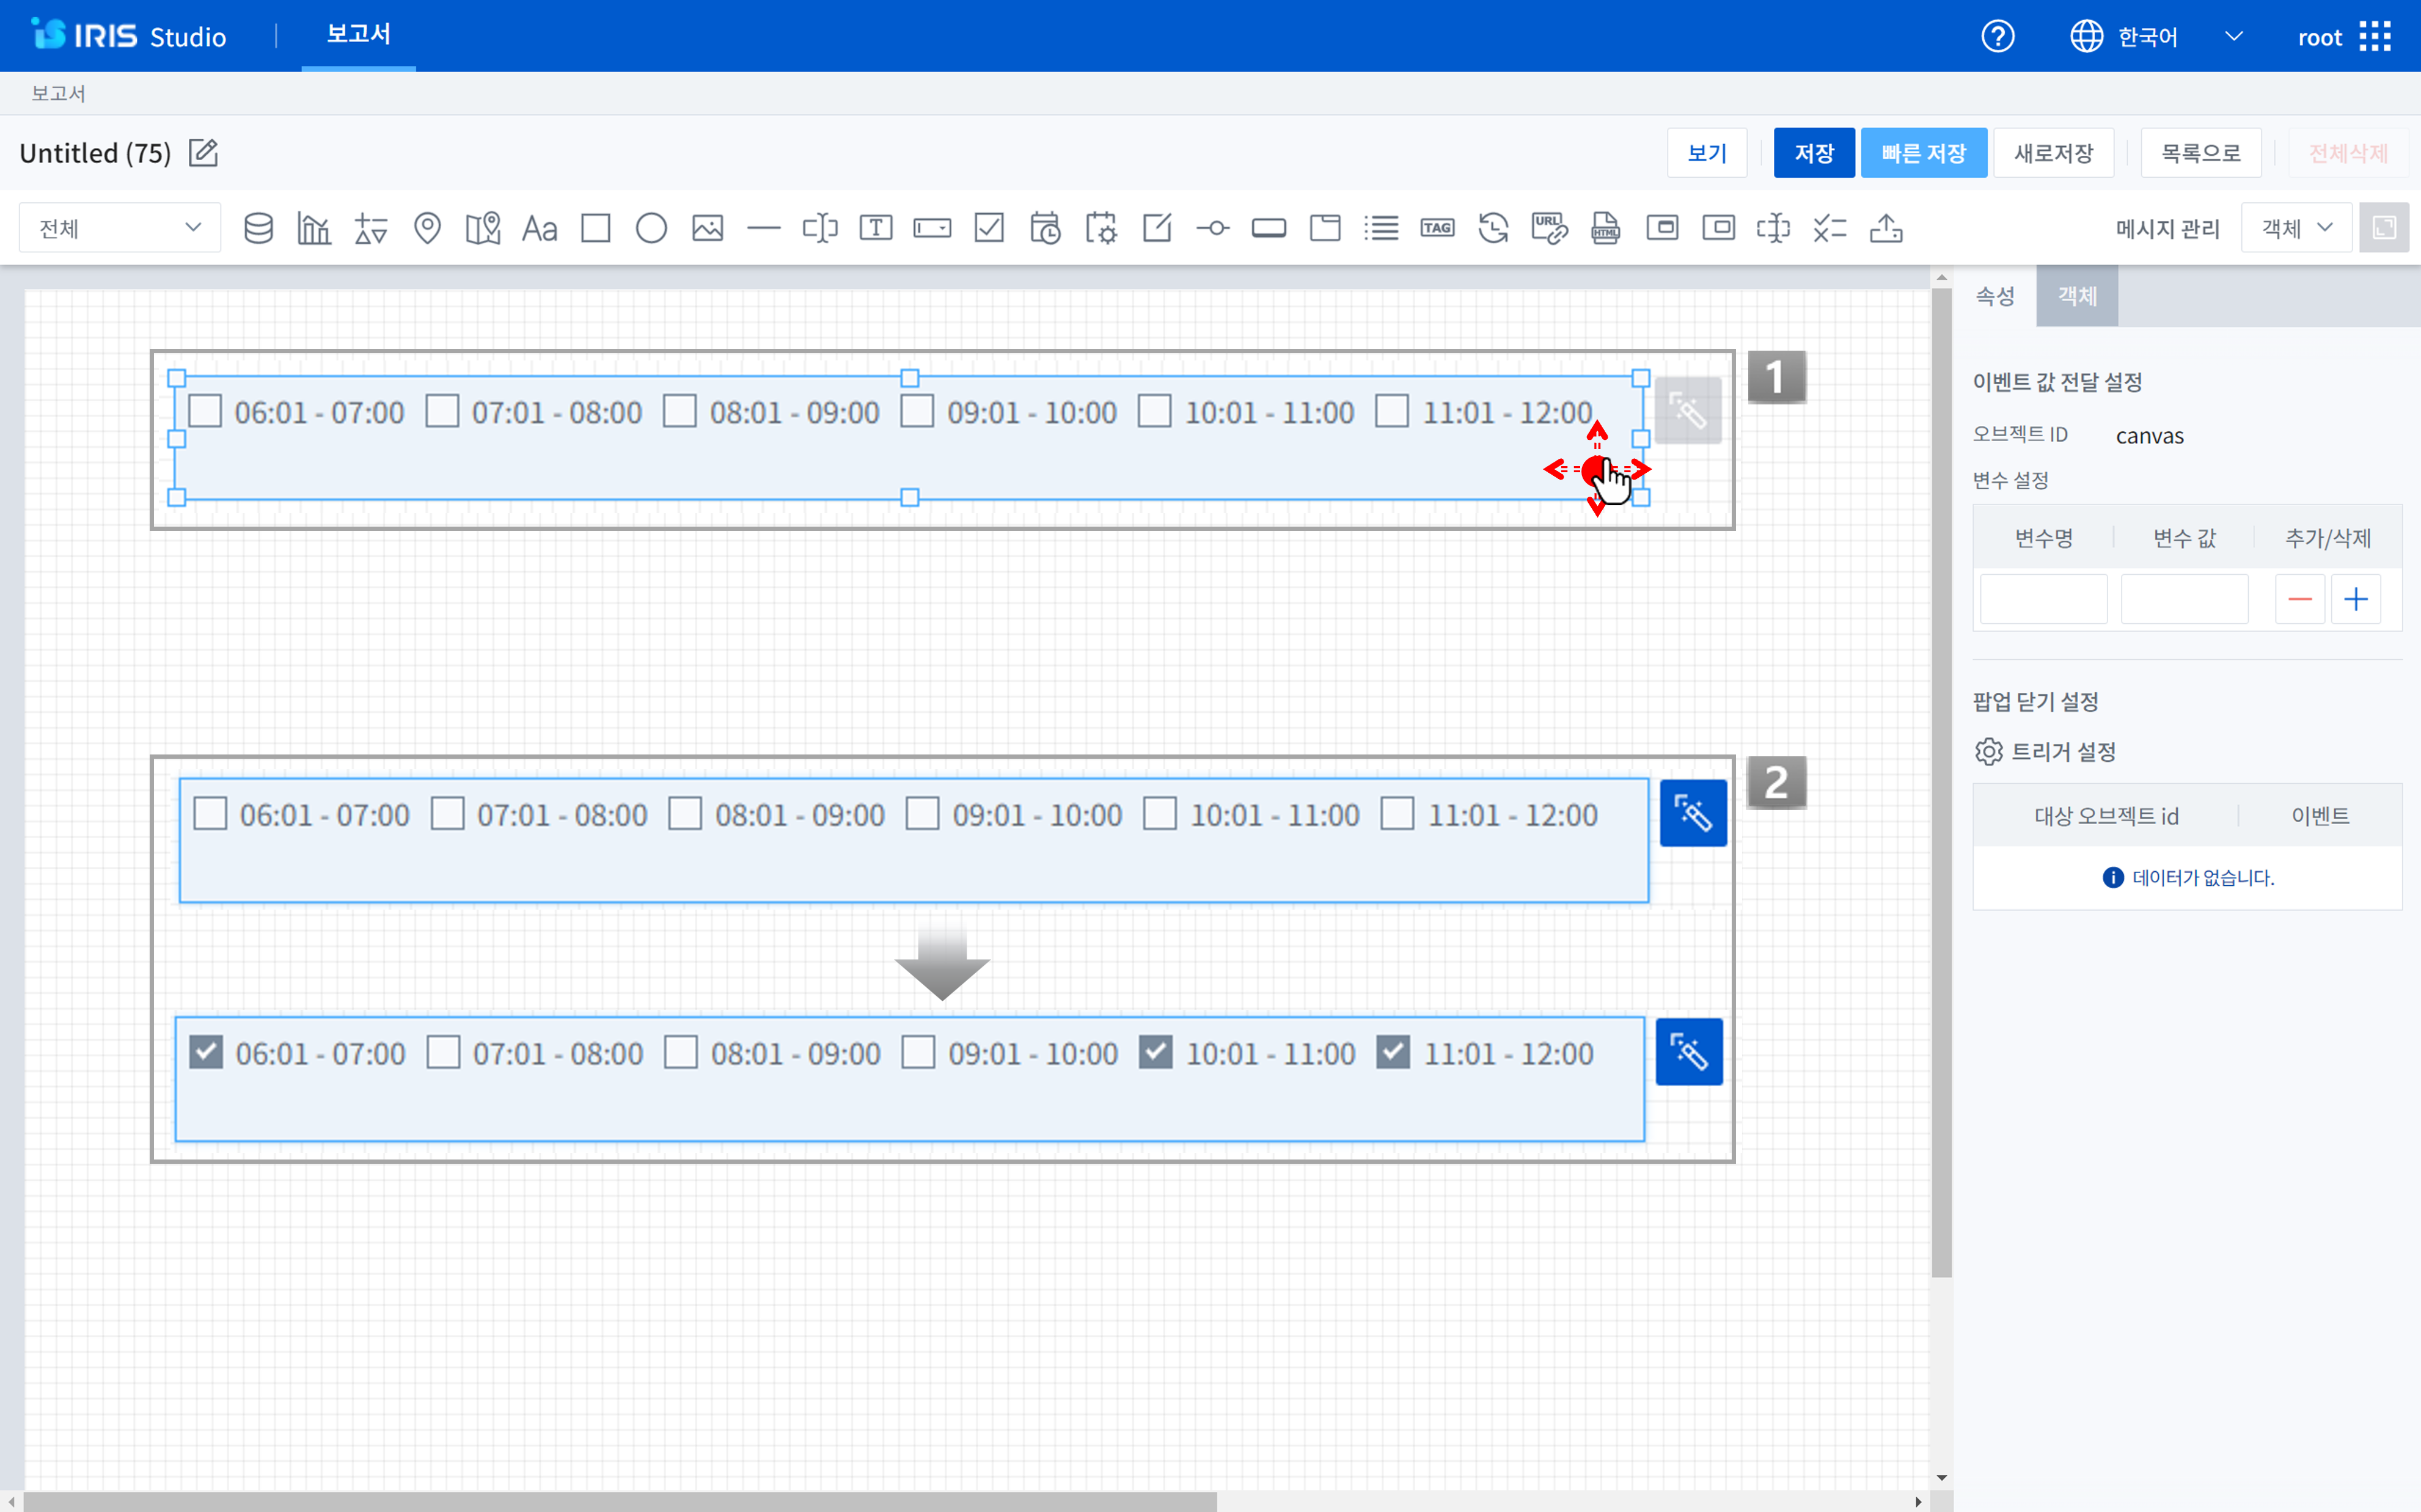 IRIS Studio 보고서 한국어 root
보고서
Untitled (75) 보기 저장 빠른 저장 새로저장 목록으로 전체삭제
전체 Aa T TAG URL HTML 메시지 관리 객체
속성 객체
1
06:01 - 07:00 07:01 - 08:00 08:01 - 09:00 09:01 - 10:00 10:01 - 11:00 11:01 - 12:00
이벤트 값 전달 설정
오브젝트 ID canvas
변수 설정
변수명 변수 값 추가/삭제
팝업 닫기 설정
트리거 설정
2
06:01 - 07:00 07:01 - 08:00 08:01 - 09:00 09:01 - 10:00 10:01 - 11:00 11:01 - 12:00
대상 오브젝트 id 이벤트
데이터가 없습니다.
06:01 - 07:00 07:01 - 08:00 08:01 - 09:00 09:01 - 10:00 10:01 - 11:00 11:01 - 12:00